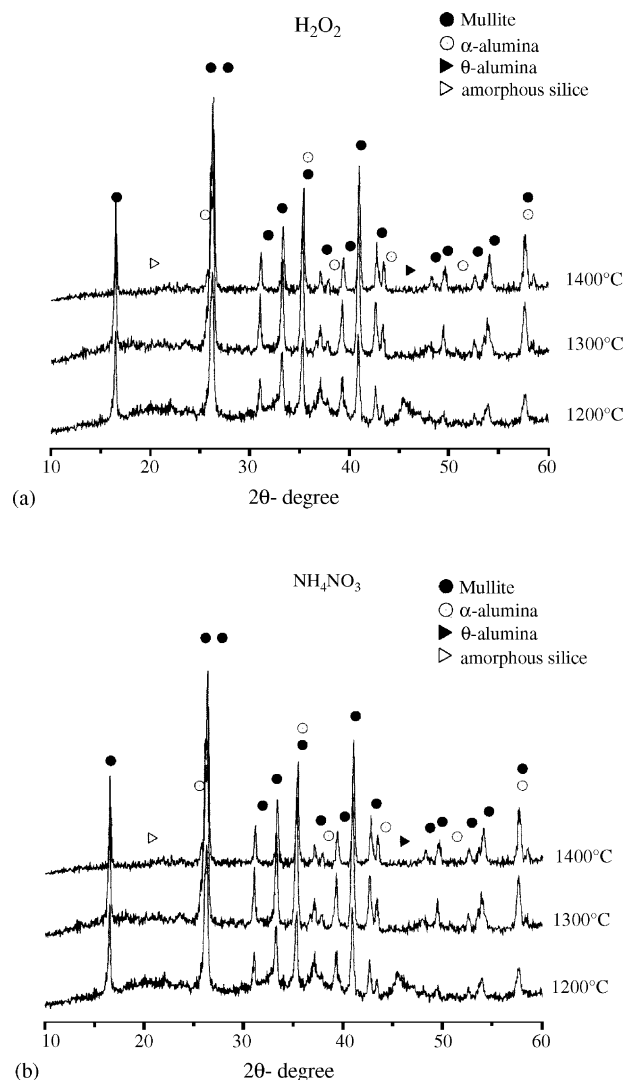 H₂O₂
Mullite
α-alumina
θ-alumina
amorphous silice
1400°C
1300°C
1200°C
10 20 30 40 50 60
(a) 2θ- degree
NH₄NO₃
Mullite
α-alumina
θ-alumina
amorphous silice
1400°C
1300°C
1200°C
10 20 30 40 50 60
(b) 2θ- degree